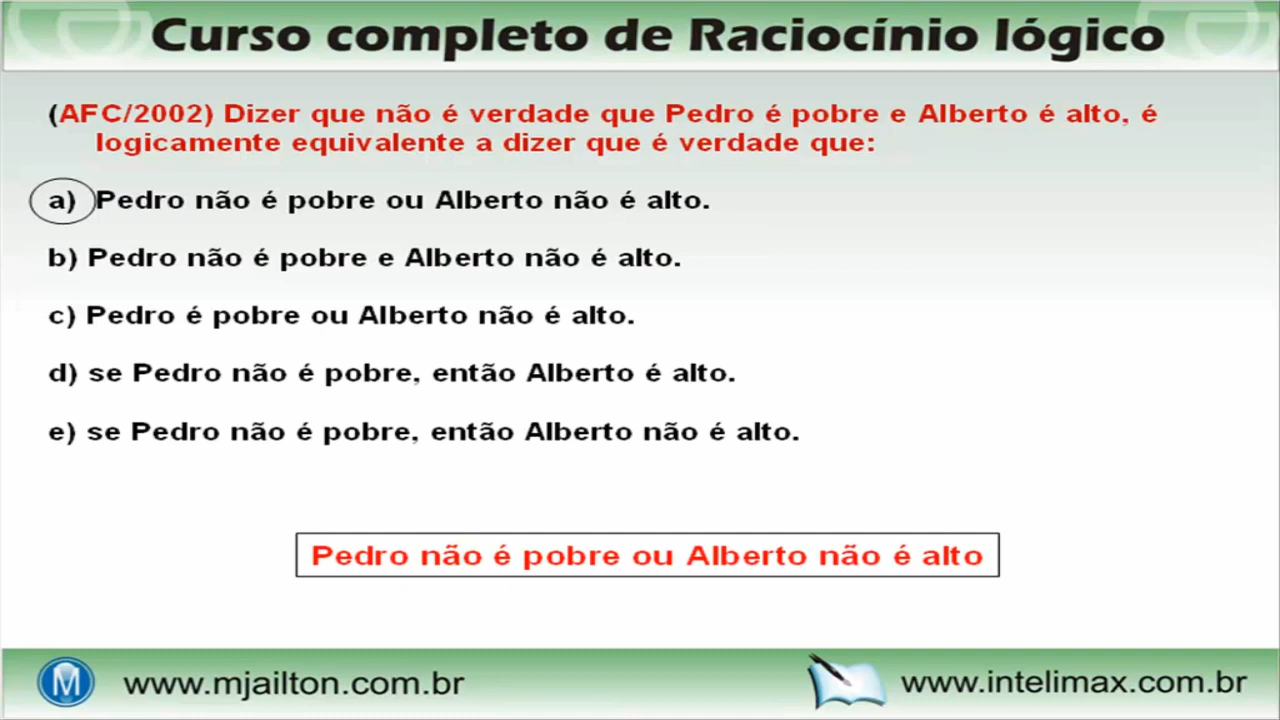 Curso completo de Raciocínio lógico
(AFC/2002) Dizer que não é verdade que Pedro é pobre e Alberto é alto, é
logicamente equivalente a dizer que é verdade que:
a) Pedro não é pobre ou Alberto não é alto.
b) Pedro não é pobre e Alberto não é alto.
c) Pedro é pobre ou Alberto não é alto.
d) se Pedro não é pobre, então Alberto é alto.
e) se Pedro não é pobre, então Alberto não é alto.
Pedro não é pobre ou Alberto não é alto
M www.mjailton.com.br
www.intelimax.com.br